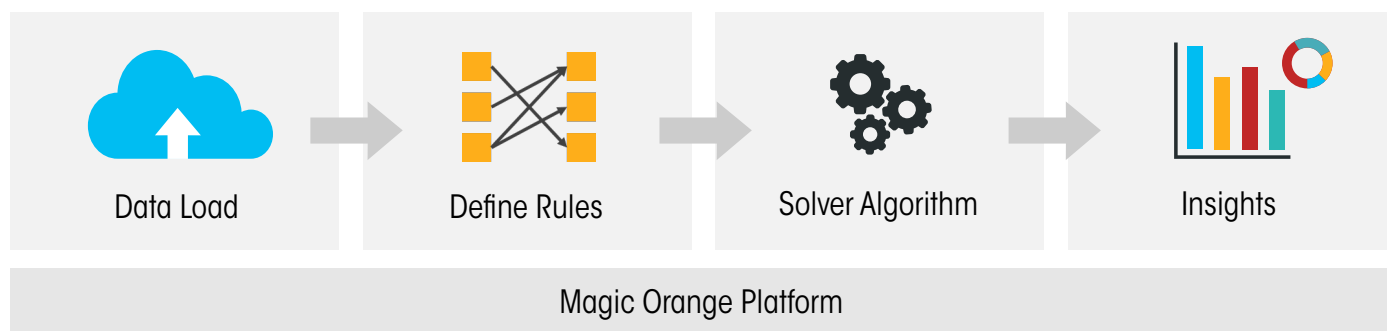 Data Load
Define Rules
Solver Algorithm
Insights
Magic Orange Platform